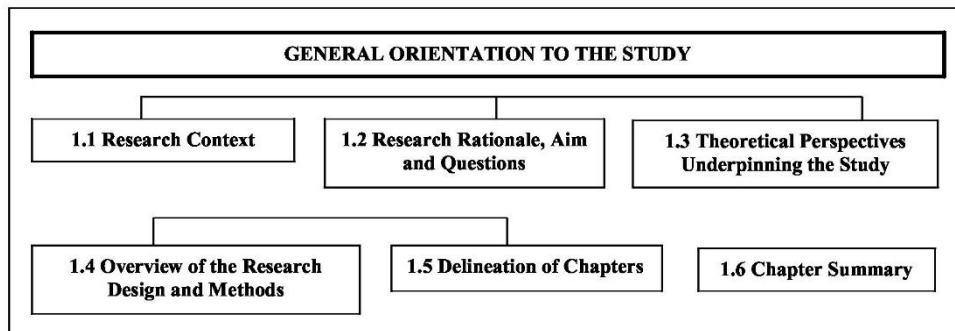 GENERAL ORIENTATION TO THE STUDY
1.1 Research Context
1.2 Research Rationale, Aim
and Questions
1.3 Theoretical Perspectives
Underpinning the Study
1.4 Overview of the Research
Design and Methods
1.5 Delineation of Chapters
1.6 Chapter Summary